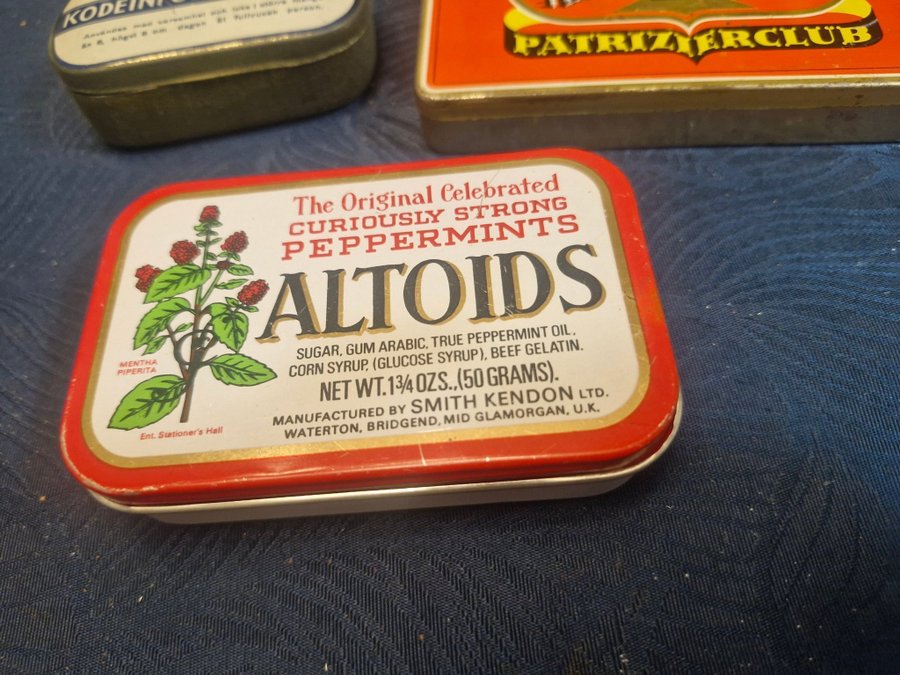 KODEINFO
PATRIZIERCLUB
The Original Celebrated
CURIOUSLY STRONG
PEPPERMINTS
ALTOIDS
SUGAR, GUM ARABIC, TRUE PEPPERMINT OIL,
CORN SYRUP, (GLUCOSE SYRUP), BEEF GELATIN.
NET WT. 1¾ OZS., (50 GRAMS).
MANUFACTURED BY SMITH KENDON LTD.
WATERTON, BRIDGEND, MID GLAMORGAN, U.K.
MENTHA
PIPERITA
Ent. Stationer's Hall